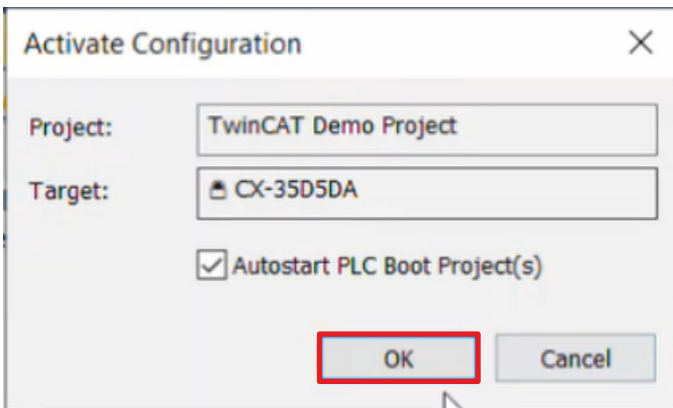 Activate Configuration
Project: TwinCAT Demo Project
Target: CX-35D5DA
Autostart PLC Boot Project(s)
OK Cancel